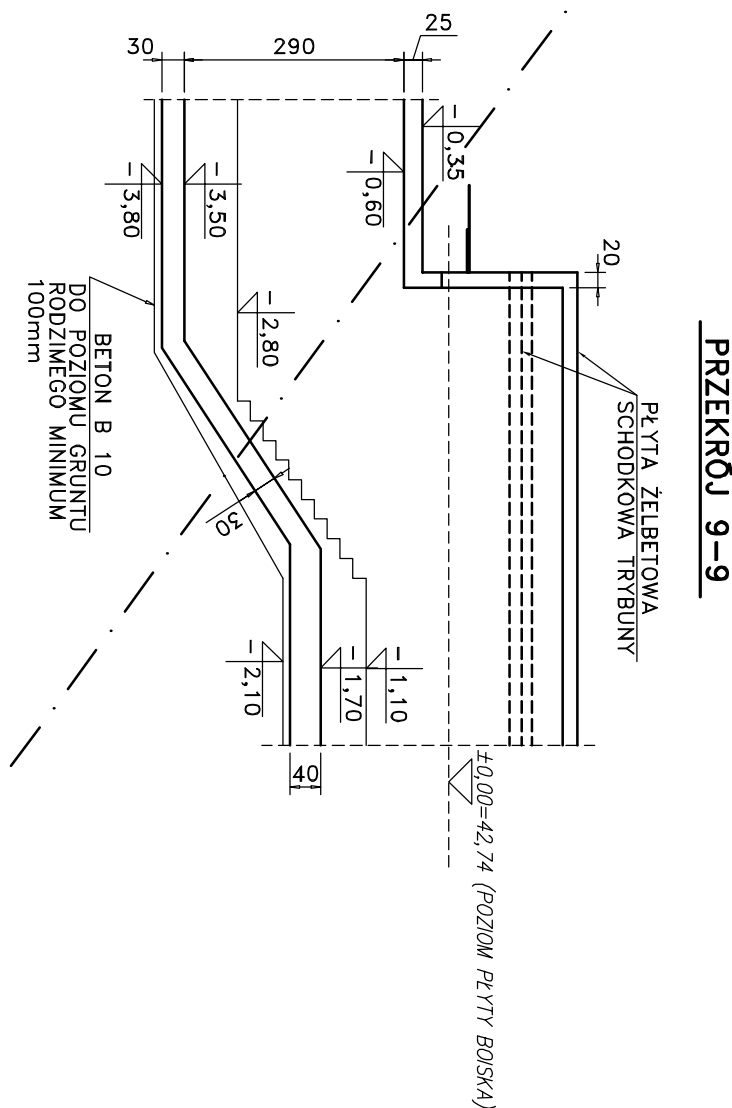 PRZEKRÓJ 9-9
PŁYTA ŻELBETOWA
SCHODKOWA TRYBUNY
20
25
290
30
-0,35
-0,60
-3,50
-3,80
-2,80
±0,00=42,74 (POZIOM PŁYTY BOISKA)
-1,10
-1,70
-2,10
40
30
BETON B 10
DO POZIOMU GRUNTU
RODZIMEGO MINIMUM
100mm